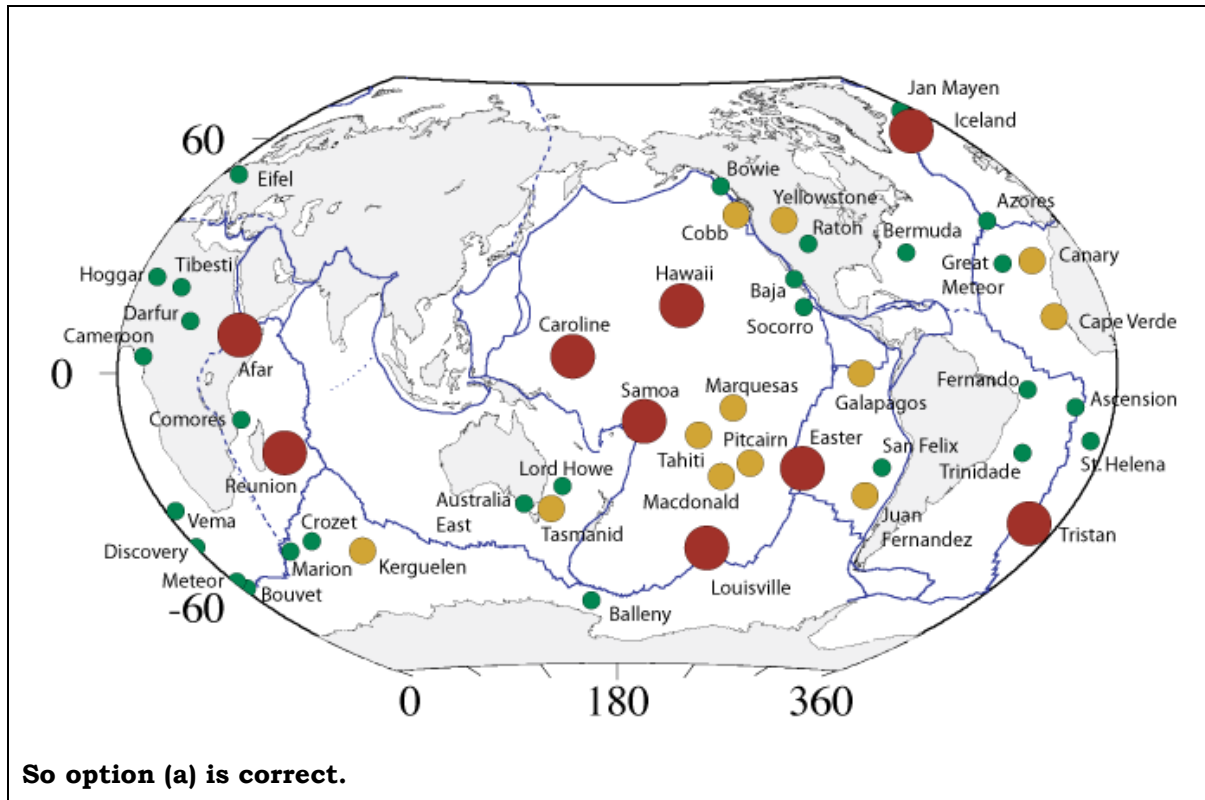 Jan Mayen
Iceland
60
Eifel
Bowie
Yellowstone
Azores
Cobb
Raton
Bermuda
Hoggar
Tibesti
Great
Meteor
Canary
Hawaii
Baja
Darfur
Socorro
Cape Verde
Cameroon
Caroline
0
Afar
Samoa
Marquesas
Fernando
Galapagos
Ascension
Comores
Pitcairn
Easter
San Felix
Tahiti
Lord Howe
Trinidade
St. Helena
Reunion
Australia
East
Macdonald
Vema
Crozet
Tasmanid
Juan
Fernandez
Tristan
Discovery
Marion
Kerguelen
Meteor
Bouvet
Louisville
-60
Balleny
0
180
360
So option (a) is correct.